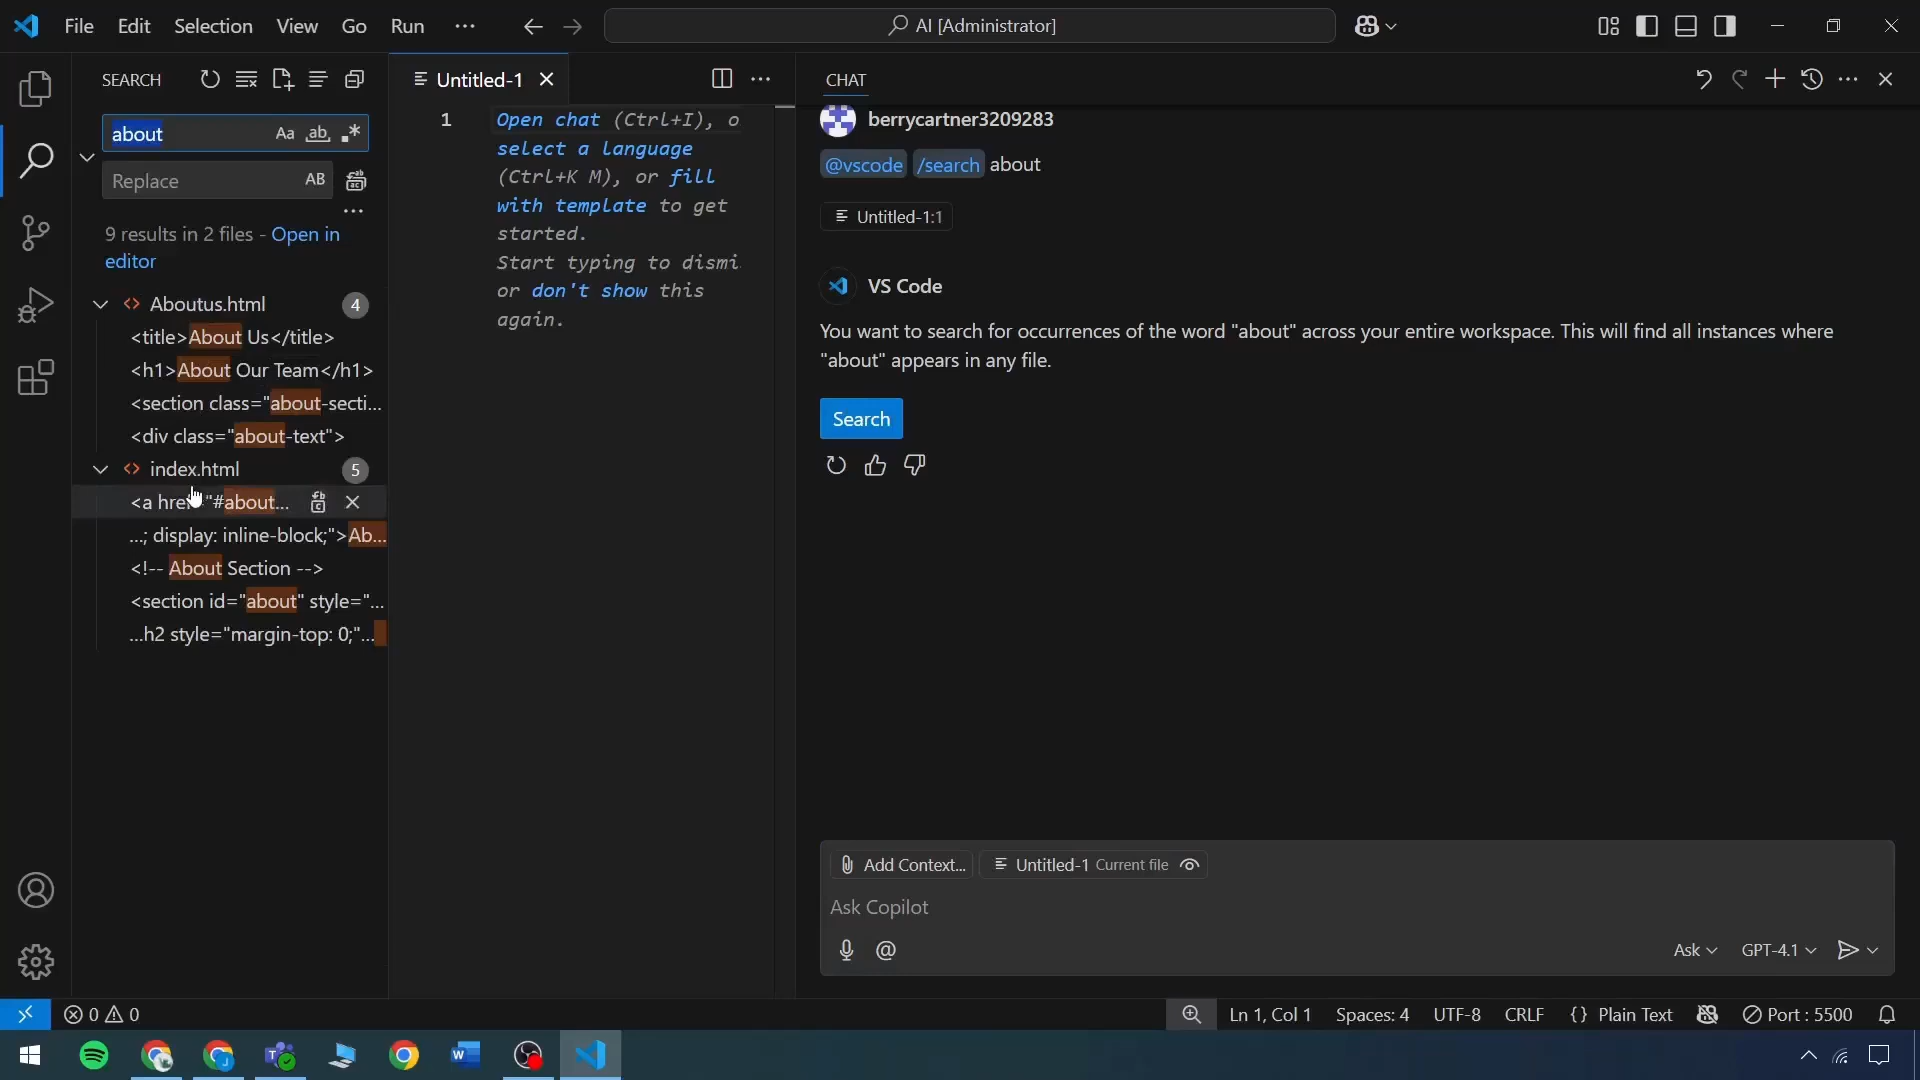 File Edit Selection View Go Run ···
AI [Administrator]
SEARCH
about
Aa ab .*
Replace
AB
9 results in 2 files - Open in
editor
Aboutus.html 4
<title>About Us</title>
<h1>About Our Team</h1>
<section class="about-secti...
<div class="about-text">
index.html 5
<a href="#about...
...; display: inline-block;">Ab...
<!-- About Section -->
<section id="about" style="...
...h2 style="margin-top: 0;"...
Untitled-1
1
Open chat (Ctrl+I), o
select a language
(Ctrl+K M), or fill
with template to get
started.
Start typing to dismi
or don't show this
again.
CHAT
berrycartner3209283
@vscode /search about
Untitled-1:1
VS Code
You want to search for occurrences of the word "about" across your entire workspace. This will find all instances where
"about" appears in any file.
Search
Add Context...
Untitled-1 Current file
Ask Copilot
@
Ask
GPT-4.1
0 0
Ln 1, Col 1 Spaces: 4 UTF-8 CRLF {} Plain Text Port : 5500